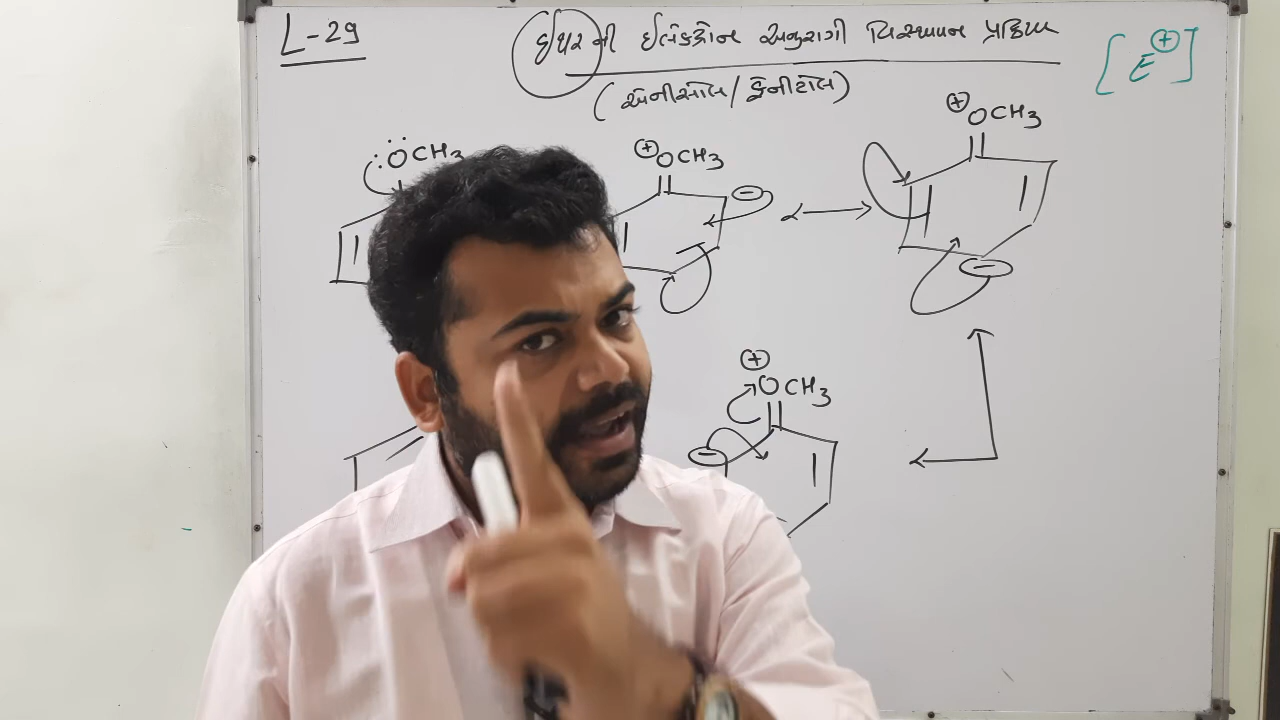 L-29
ઈથરની ઈલેક્ટ્રોન અનુરાગી વિસ્થાપન પ્રક્રિયા
(એનીસોલ/ફેનીટોલ)
[E⊕]
⊕
OCH3
:ÖCH3
⊕
OCH3
⊖
⊖
⊕
OCH3
⊖